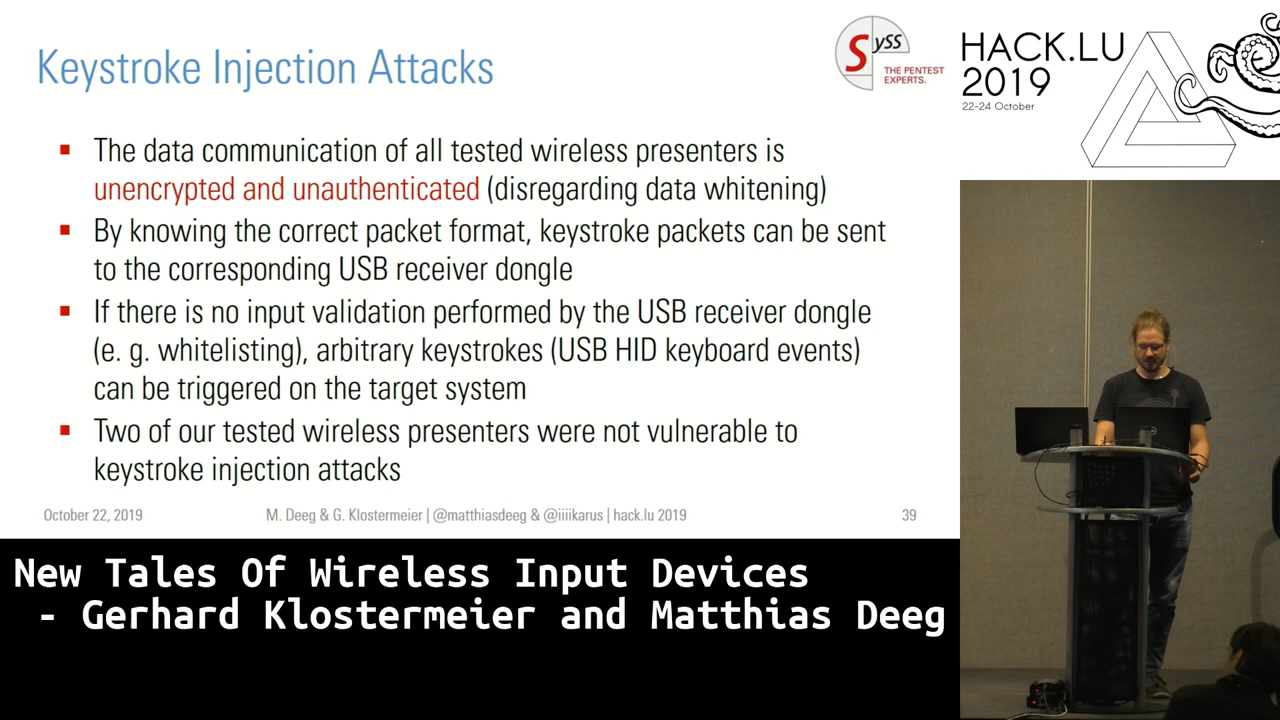 Keystroke Injection Attacks
SySS
THE PENTEST
EXPERTS.
HACK.LU
2019
22-24 October
▪ The data communication of all tested wireless presenters is
unencrypted and unauthenticated (disregarding data whitening)
▪ By knowing the correct packet format, keystroke packets can be sent
to the corresponding USB receiver dongle
▪ If there is no input validation performed by the USB receiver dongle
(e. g. whitelisting), arbitrary keystrokes (USB HID keyboard events)
can be triggered on the target system
▪ Two of our tested wireless presenters were not vulnerable to
keystroke injection attacks
October 22, 2019
M. Deeg & G. Klostermeier | @matthiasdeeg & @iiiikarus | hack.lu 2019
39
New Tales Of Wireless Input Devices
- Gerhard Klostermeier and Matthias Deeg